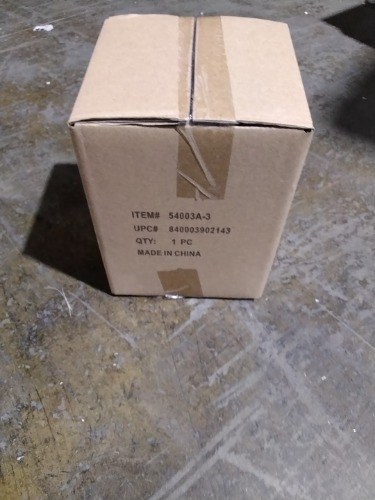 ITEM# 54003A-3
UPC# 840003902143
QTY: 1 PC
MADE IN CHINA